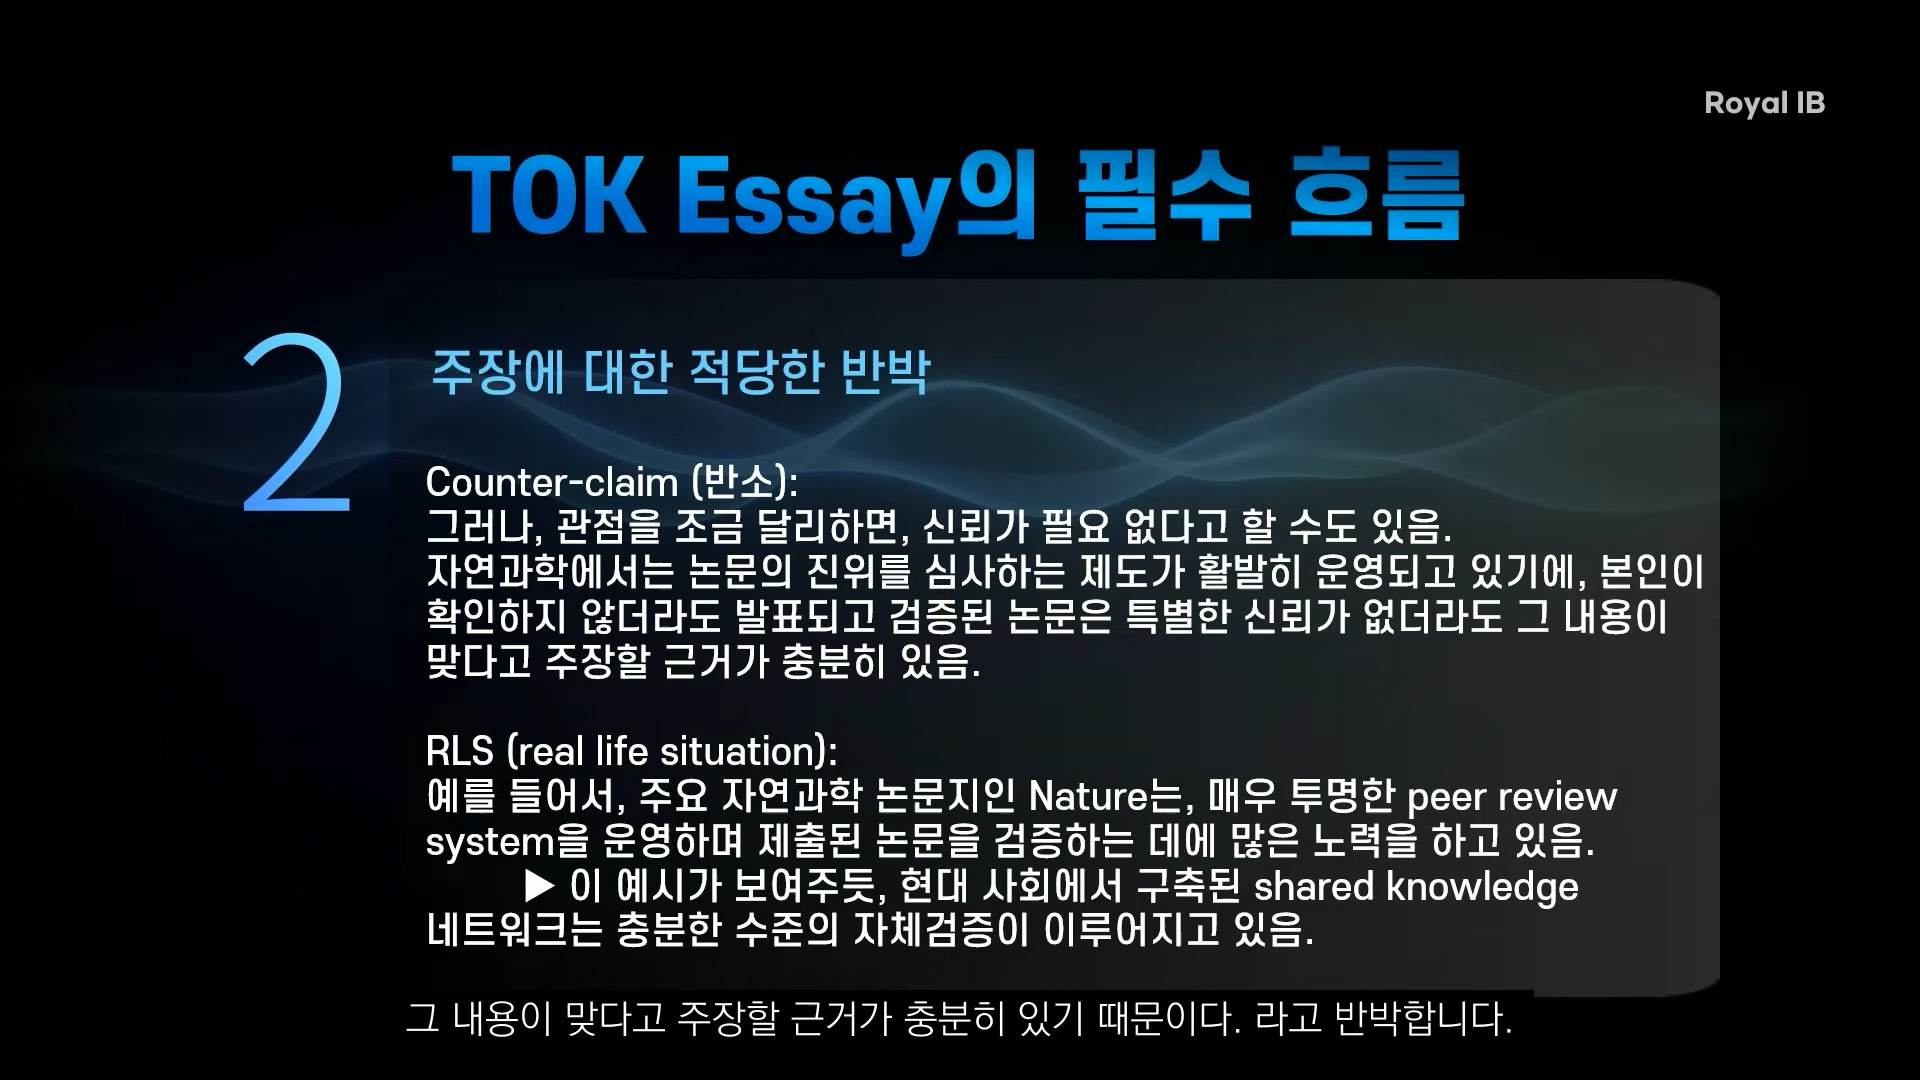 Royal IB
TOK Essay의 필수 흐름
2
주장에 대한 적당한 반박
Counter-claim (반소):
그러나, 관점을 조금 달리하면, 신뢰가 필요 없다고 할 수도 있음.
자연과학에서는 논문의 진위를 심사하는 제도가 활발히 운영되고 있기에, 본인이
확인하지 않더라도 발표되고 검증된 논문은 특별한 신뢰가 없더라도 그 내용이
맞다고 주장할 근거가 충분히 있음.
RLS (real life situation):
예를 들어서, 주요 자연과학 논문지인 Nature는, 매우 투명한 peer review
system을 운영하며 제출된 논문을 검증하는 데에 많은 노력을 하고 있음.
▶ 이 예시가 보여주듯, 현대 사회에서 구축된 shared knowledge
네트워크는 충분한 수준의 자체검증이 이루어지고 있음.
그 내용이 맞다고 주장할 근거가 충분히 있기 때문이다. 라고 반박합니다.